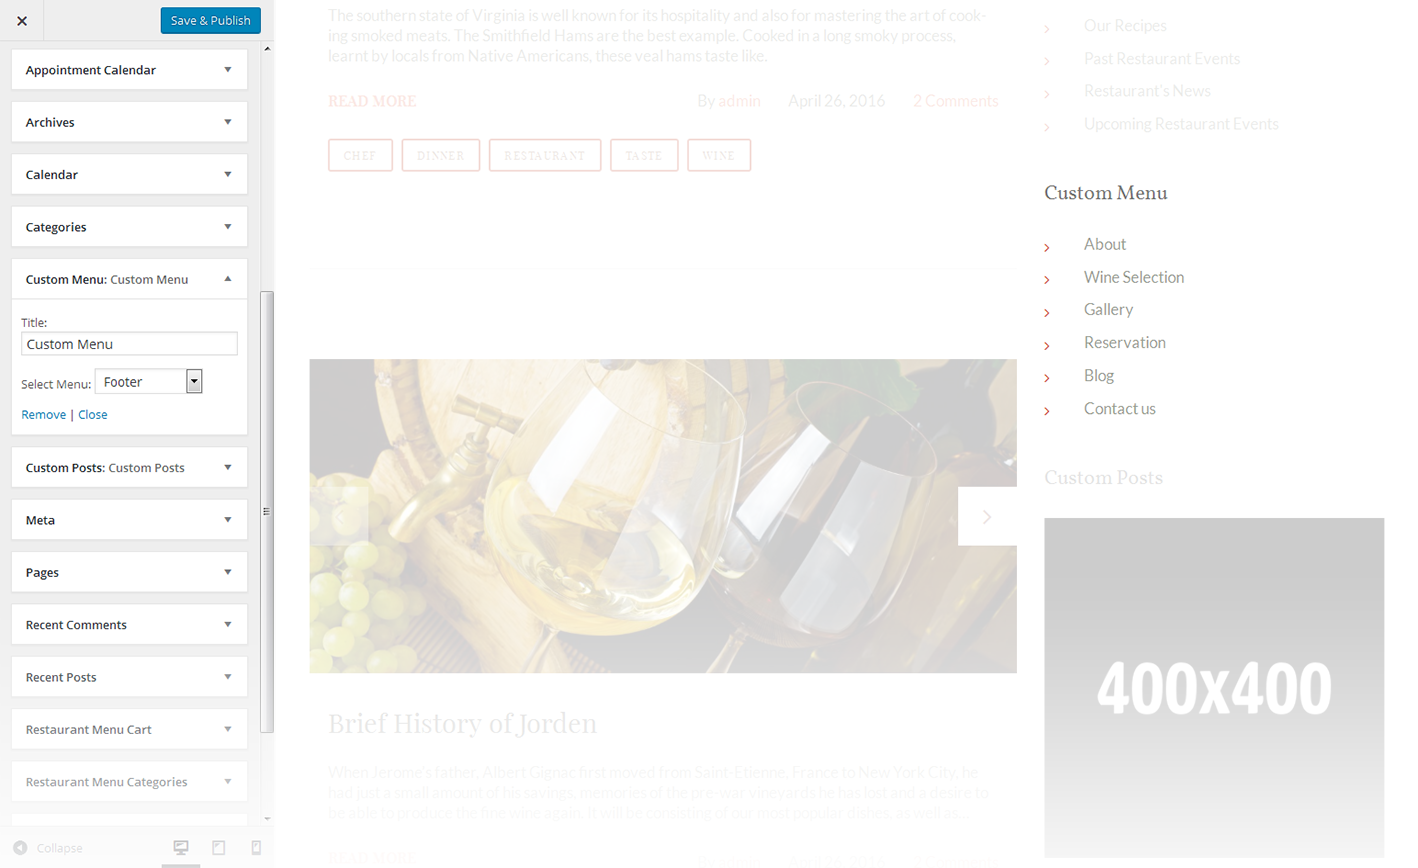 Save & Publish
Appointment Calendar
Archives
Calendar
Categories
Custom Menu: Custom Menu
Title:
Custom Menu
Select Menu: Footer
Remove | Close
Custom Posts: Custom Posts
Meta
Pages
Recent Comments
Recent Posts
Restaurant Menu Cart
Restaurant Menu Categories
Collapse
The southern state of Virginia is well known for its hospitality and also for mastering the art of cook-
ing smoked meats. The Smithfield Hams are the best example. Cooked in a long smoky process,
learnt by locals from Native Americans, these veal hams taste like.
READ MORE
By admin April 26, 2016 2 Comments
CHEF DINNER RESTAURANT TASTE WINE
Brief History of Jorden
When Jerome's father, Albert Gignac first moved from Saint-Etienne, France to New York City, he
had just a small amount of his savings, memories of the pre-war vineyards he has lost and a desire to
be able to produce the fine wine again. It will be consisting of our most popular dishes, as well as...
READ MORE
By admin April 25, 2016 3 Comments
Our Recipes
Past Restaurant Events
Restaurant's News
Upcoming Restaurant Events
Custom Menu
About
Wine Selection
Gallery
Reservation
Blog
Contact us
Custom Posts
400x400